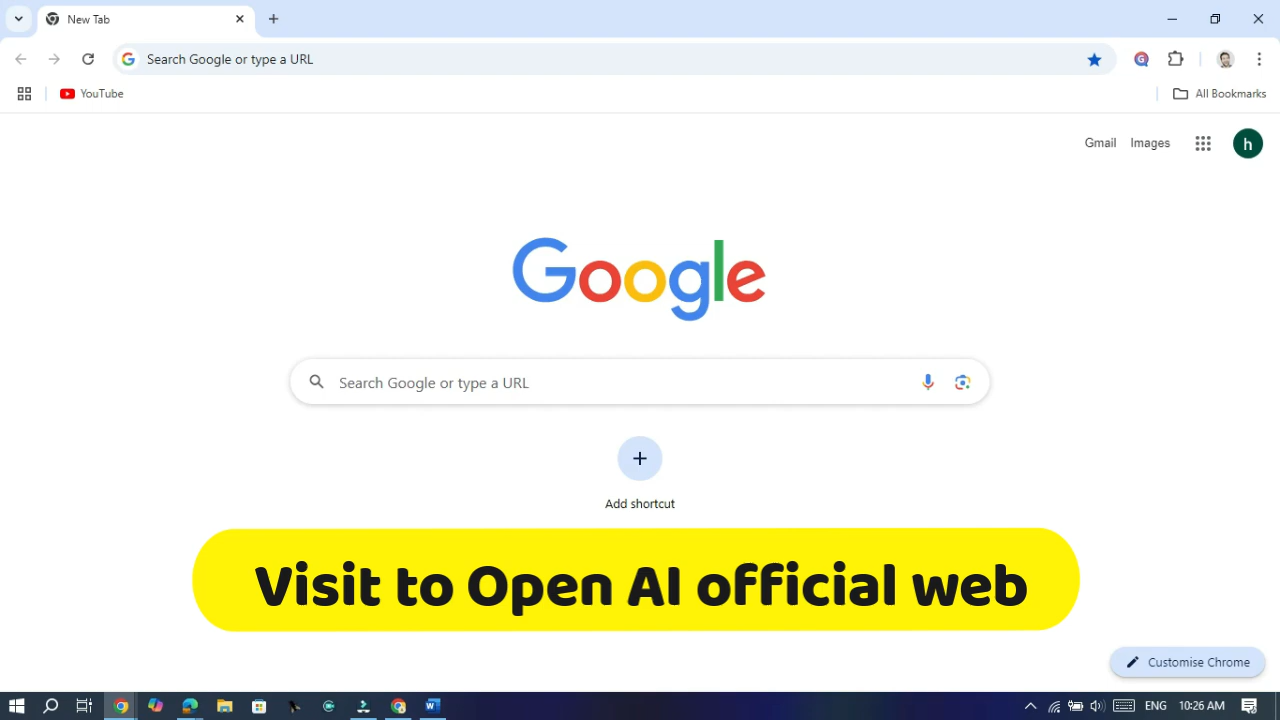 New Tab
Search Google or type a URL
YouTube
All Bookmarks
Gmail Images
h
Google
Search Google or type a URL
Add shortcut
Visit to Open AI official web
Customise Chrome
ENG 10:26 AM